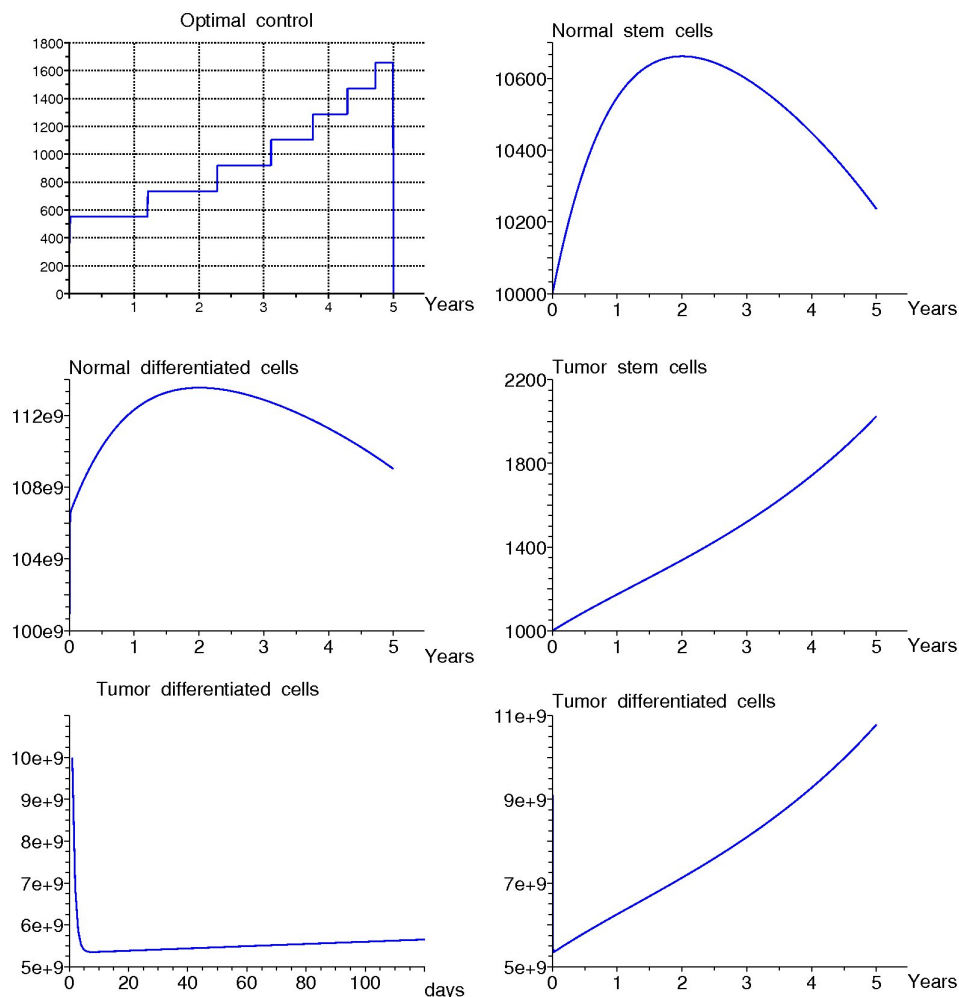 Optimal control
1800
1600
1400
1200
1000
800
600
400
200
0
1 2 3 4 5 Years
Normal stem cells
10600
10400
10200
10000
0 1 2 3 4 5 Years
Normal differentiated cells
112e9
108e9
104e9
100e9
0 1 2 3 4 5 Years
Tumor stem cells
2200
1800
1400
1000
0 1 2 3 4 5 Years
Tumor differentiated cells
10e+9
9e+9
8e+9
7e+9
6e+9
5e+9
0 20 40 60 80 100 days
Tumor differentiated cells
11e+9
9e+9
7e+9
5e+9
0 1 2 3 4 5 Years